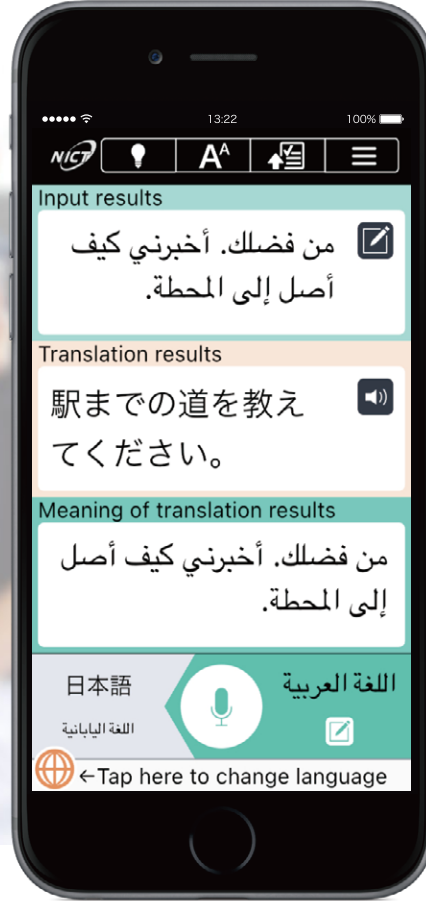 13:22
100%
NICT
AA
Input results
من فضلك. أخبرني كيف
أصل إلى المحطة.
Translation results
駅までの道を教え
てください。
Meaning of translation results
من فضلك. أخبرني كيف أصل
إلى المحطة.
日本語
اللغة العربية
اللغة اليابانية
←Tap here to change language